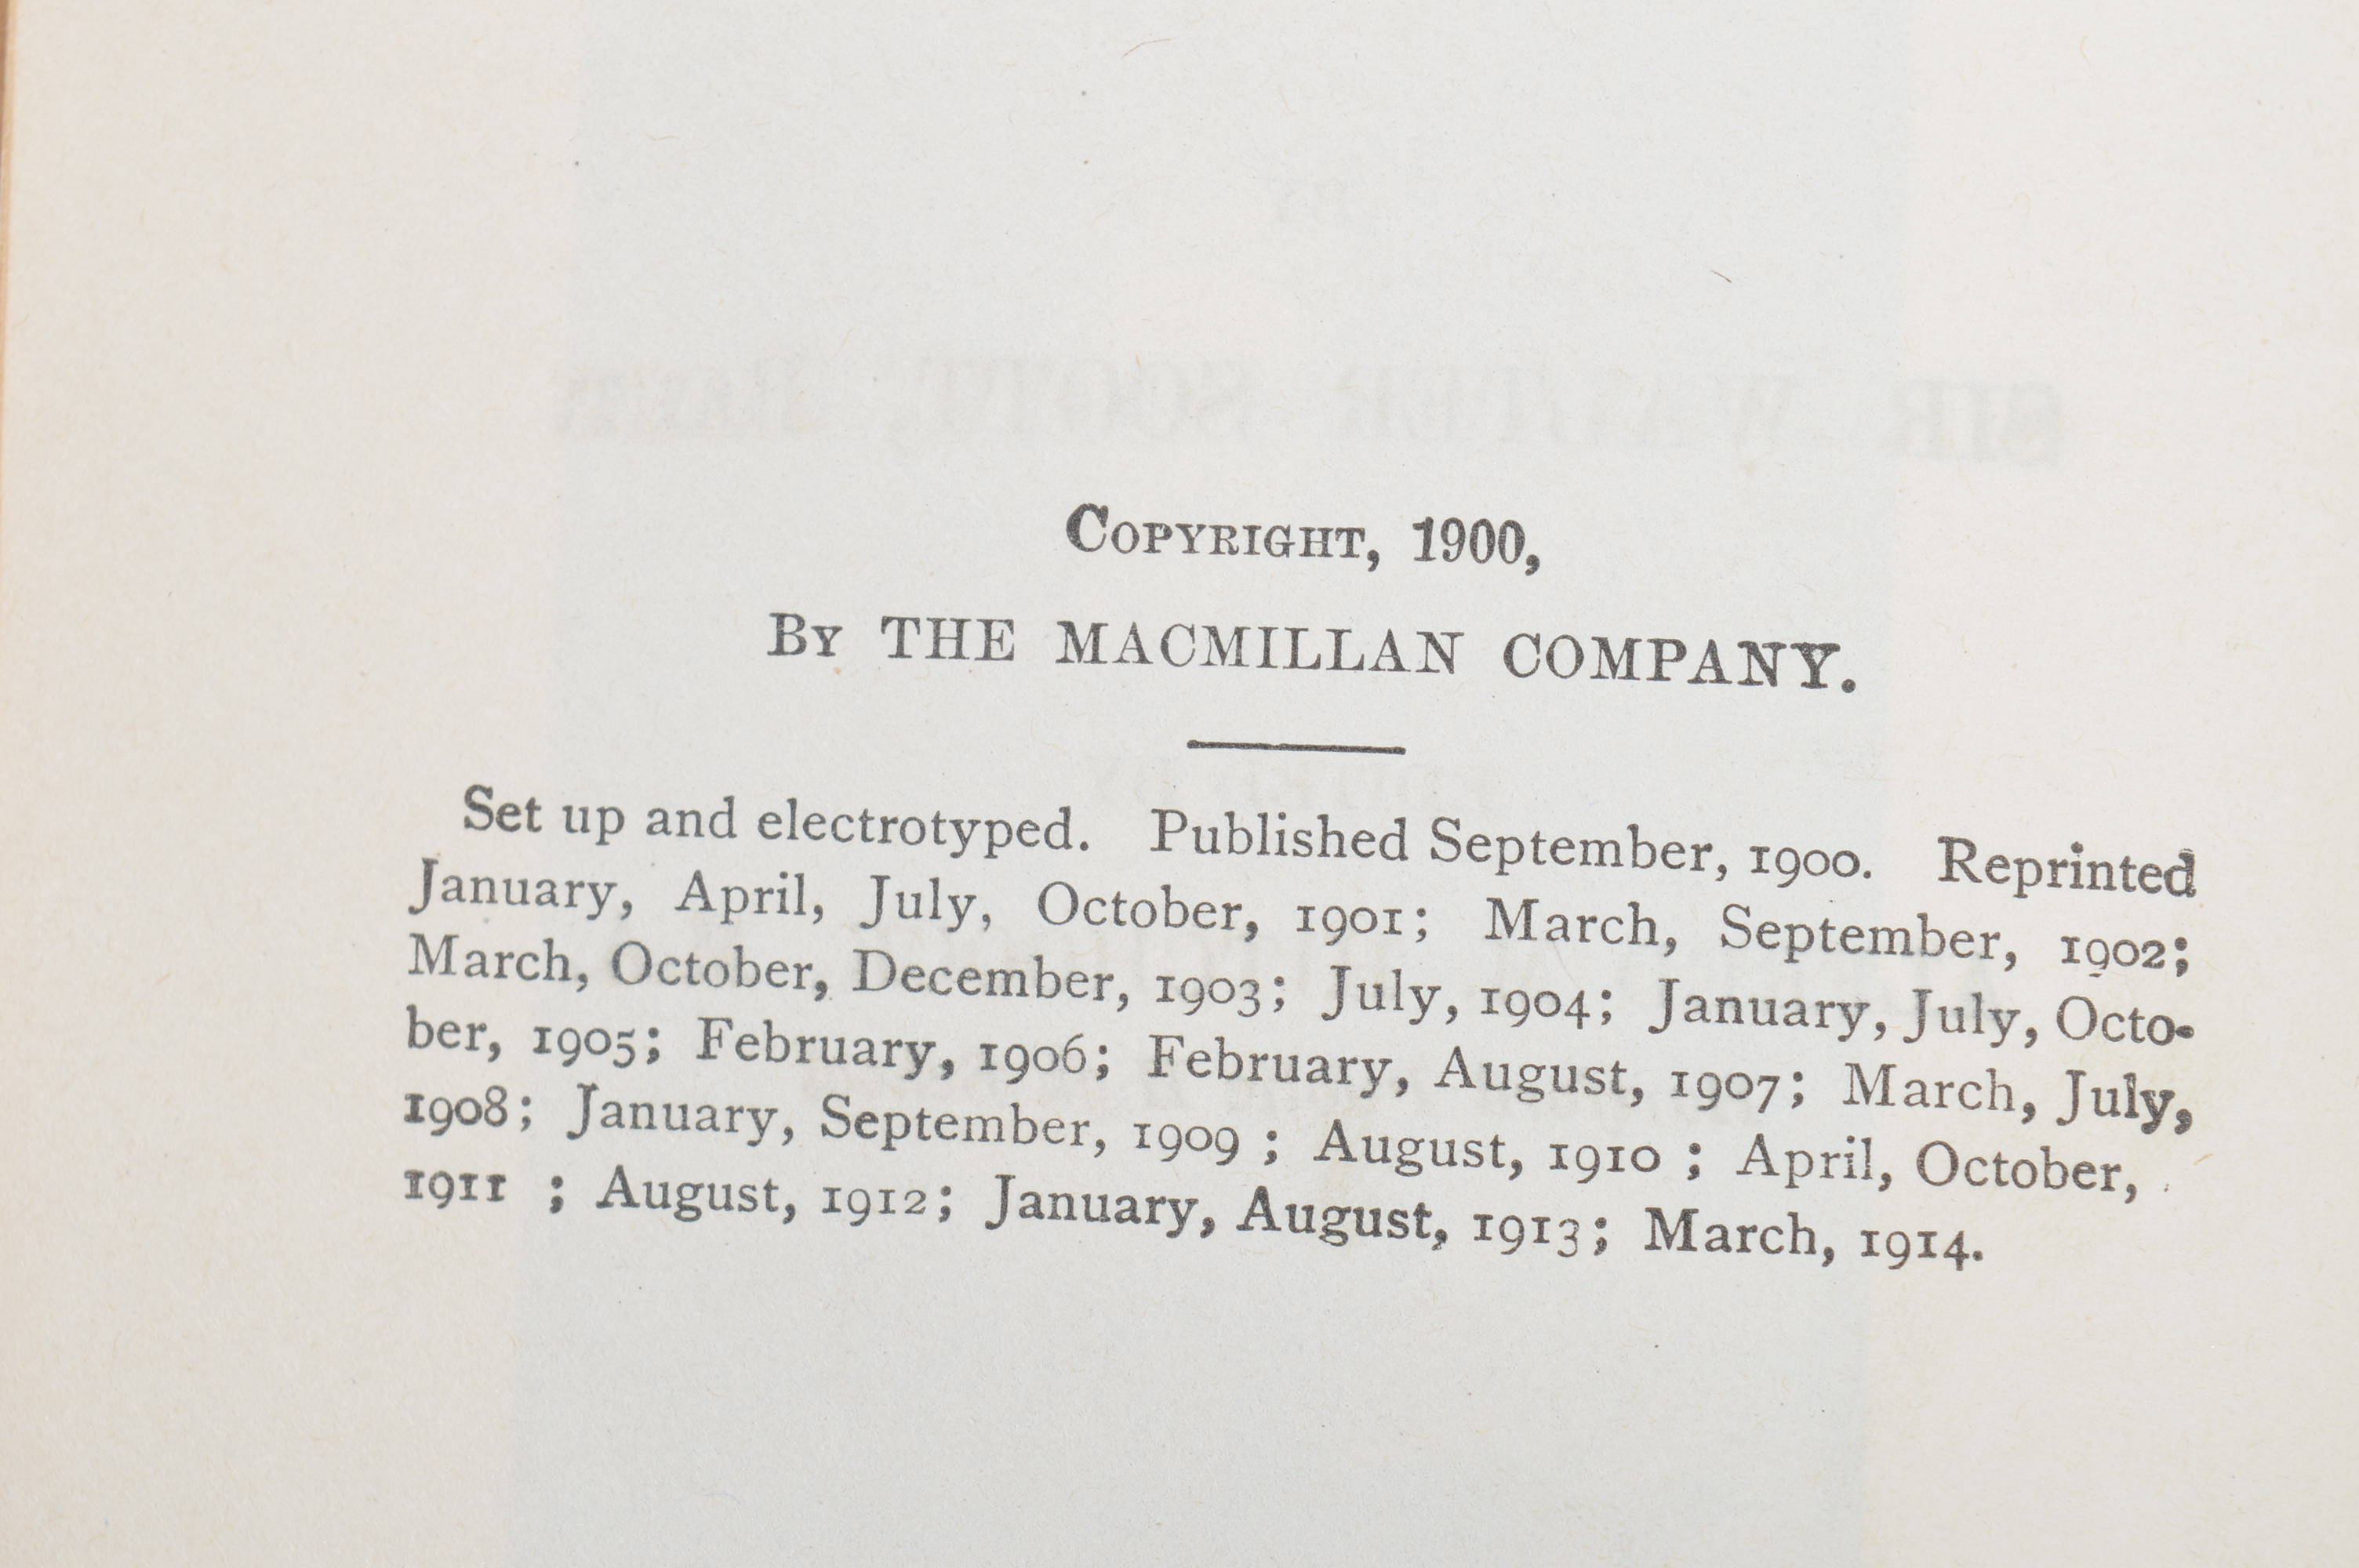 COPYRIGHT, 1900,
BY THE MACMILLAN COMPANY.
Set up and electrotyped. Published September, 1900. Reprinted
January, April, July, October, 1901; March, September, 1902;
March, October, December, 1903; July, 1904; January, July, Octo-
ber, 1905; February, 1906; February, August, 1907; March, July,
1908; January, September, 1909 ; August, 1910 ; April, October,
1911 ; August, 1912; January, August, 1913; March, 1914.